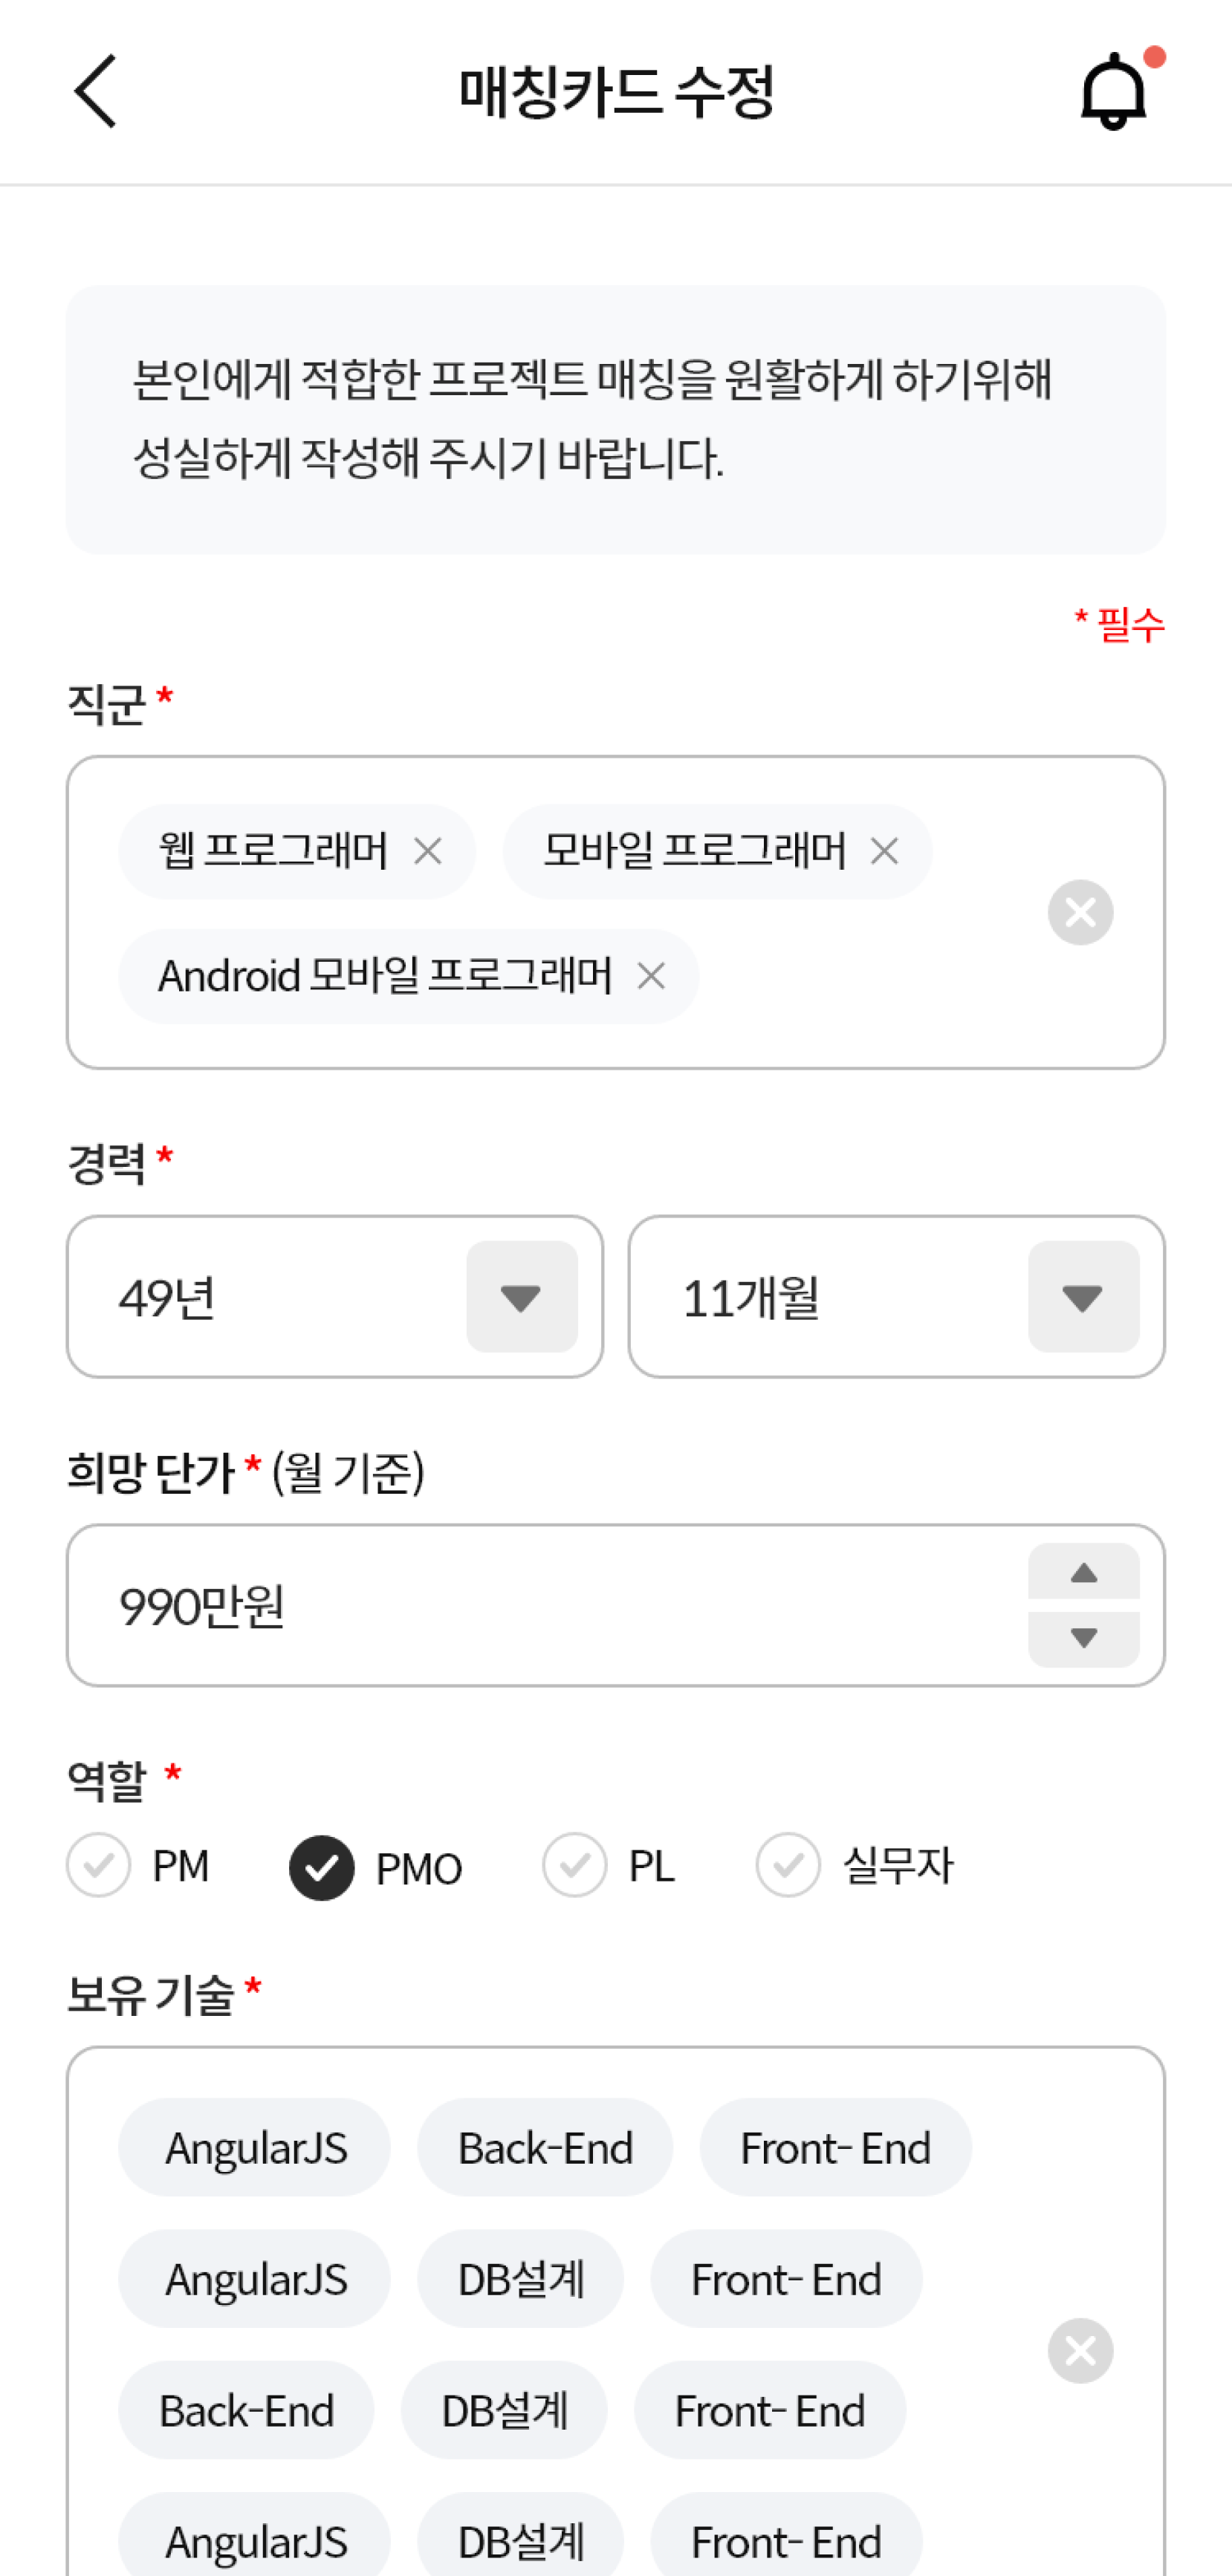 매칭카드 수정
본인에게 적합한 프로젝트 매칭을 원활하게 하기위해
성실하게 작성해 주시기 바랍니다.
* 필수
직군 *
웹 프로그래머 모바일 프로그래머
Android 모바일 프로그래머
경력 *
49년 11개월
희망 단가 * (월 기준)
990만원
역할 *
PM PMO PL 실무자
보유 기술 *
AngularJS Back-End Front- End
AngularJS DB설계 Front- End
Back-End DB설계 Front- End
AngularJS DB설계 Front- End